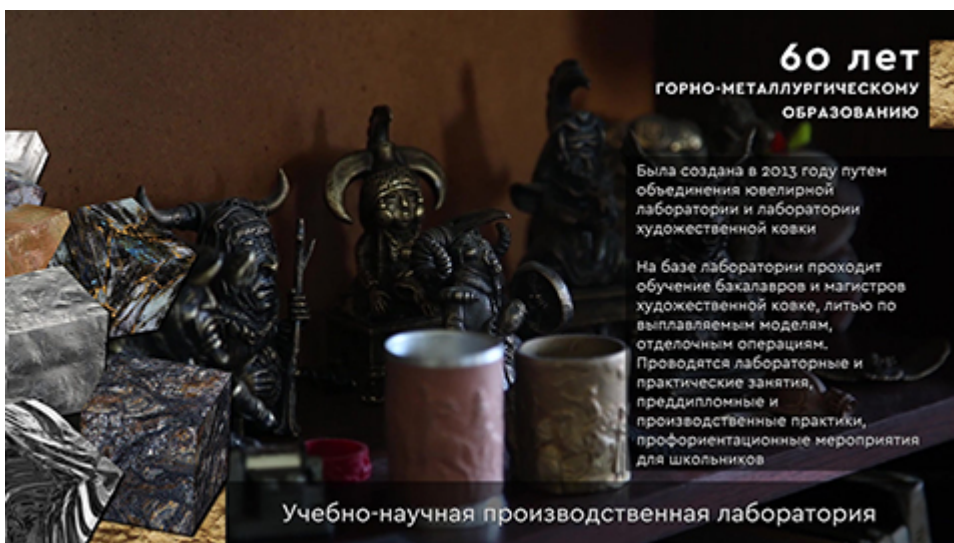 60 лет
ГОРНО-МЕТАЛЛУРГИЧЕСКОМУ
ОБРАЗОВАНИЮ
Была создана в 2013 году путем
объединения ювелирной
лаборатории и лаборатории
художественной ковки
На базе лаборатории проходит
обучение бакалавров и магистров
художественной ковке, литью по
выплавляемым моделям,
отделочным операциям.
Проводятся лабораторные и
практические занятия,
преддипломные и
производственные практики,
профориентационные мероприятия
для школьников
Учебно-научная производственная лаборатория